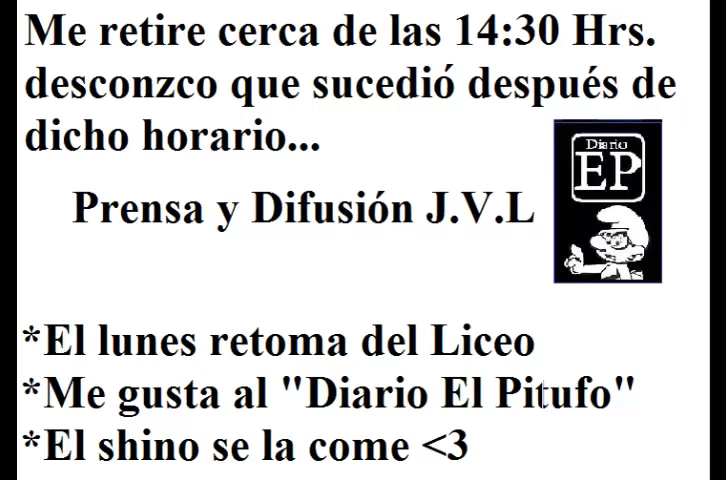 Me retire cerca de las 14:30 Hrs.
desconzco que sucedió después de
dicho horario...
Diario
EP
Prensa y Difusión J.V.L
*El lunes retoma del Liceo
*Me gusta al "Diario El Pitufo"
*El shino se la come <3